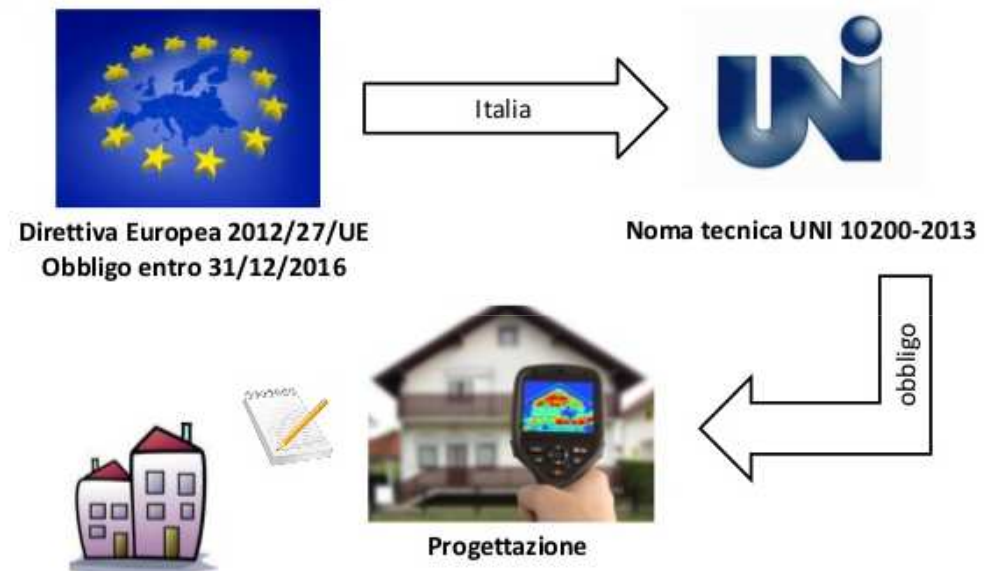 Italia
UNI
Direttiva Europea 2012/27/UE
Obbligo entro 31/12/2016
Noma tecnica UNI 10200-2013
obbligo
Progettazione